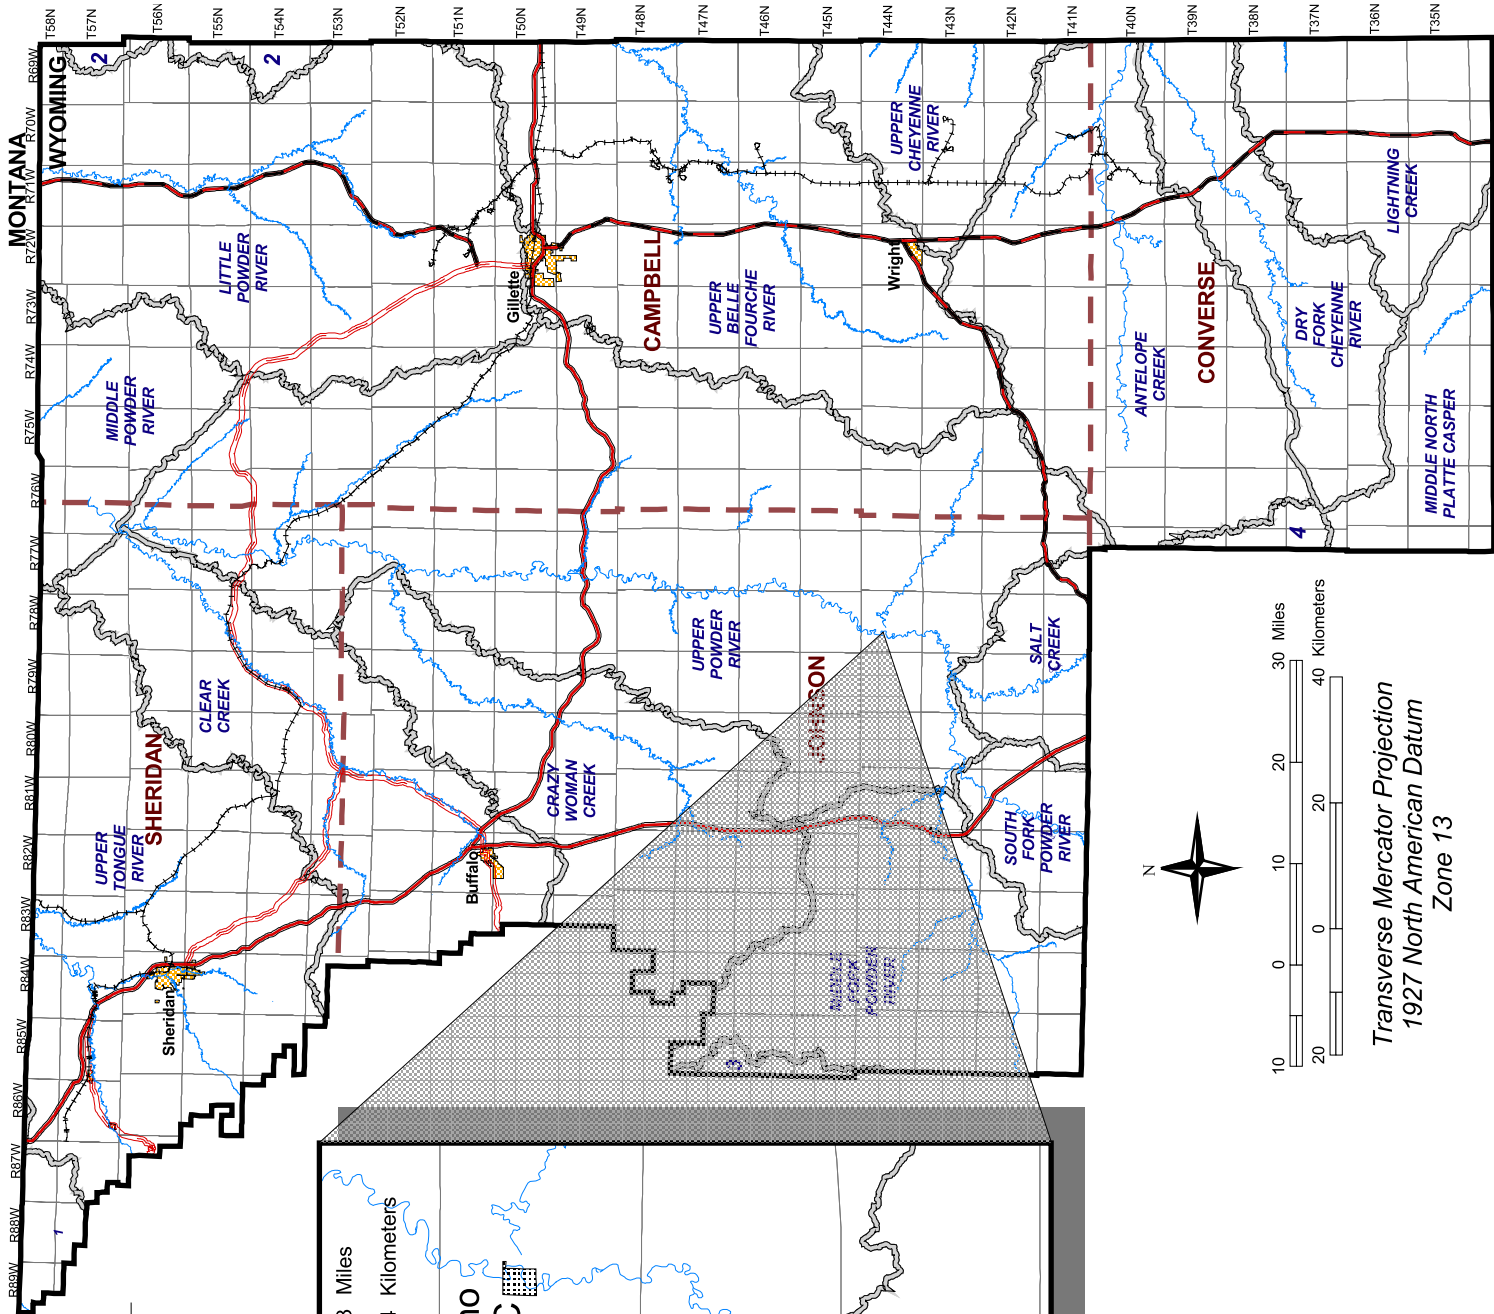 MONTANA
WYOMING
T58N
T57N
T56N
T55N
T54N
T53N
T52N
T51N
T50N
T49N
T48N
T47N
T46N
T45N
T44N
T43N
T42N
T41N
T40N
T39N
T38N
T37N
T36N
T35N
R69W
R70W
R71W
R72W
R73W
R74W
R75W
R76W
R77W
R78W
R79W
R80W
R81W
R82W
R83W
R84W
R85W
R86W
R87W
R88W
R89W
2
2
LITTLE
POWDER
RIVER
MIDDLE
POWDER
RIVER
Gillette
CAMPBELL
UPPER
BELLE
FOURCHE
RIVER
UPPER
CHEYENNE
RIVER
Wright
ANTELOPE
CREEK
CONVERSE
DRY
FORK
CHEYENNE
RIVER
LIGHTNING
CREEK
MIDDLE NORTH
PLATTE CASPER
4
CLEAR
CREEK
SHERIDAN
UPPER
TONGUE
RIVER
Sheridan
Buffalo
CRAZY
WOMAN
CREEK
UPPER
POWDER
RIVER
JOHNSON
SALT
CREEK
SOUTH
FORK
POWDER
RIVER
MIDDLE
FORK
POWDER
RIVER
3
1
N
10 0 10 20 30 Miles
20 0 20 40 Kilometers
Transverse Mercator Projection
1927 North American Datum
Zone 13
Miles
Kilometers